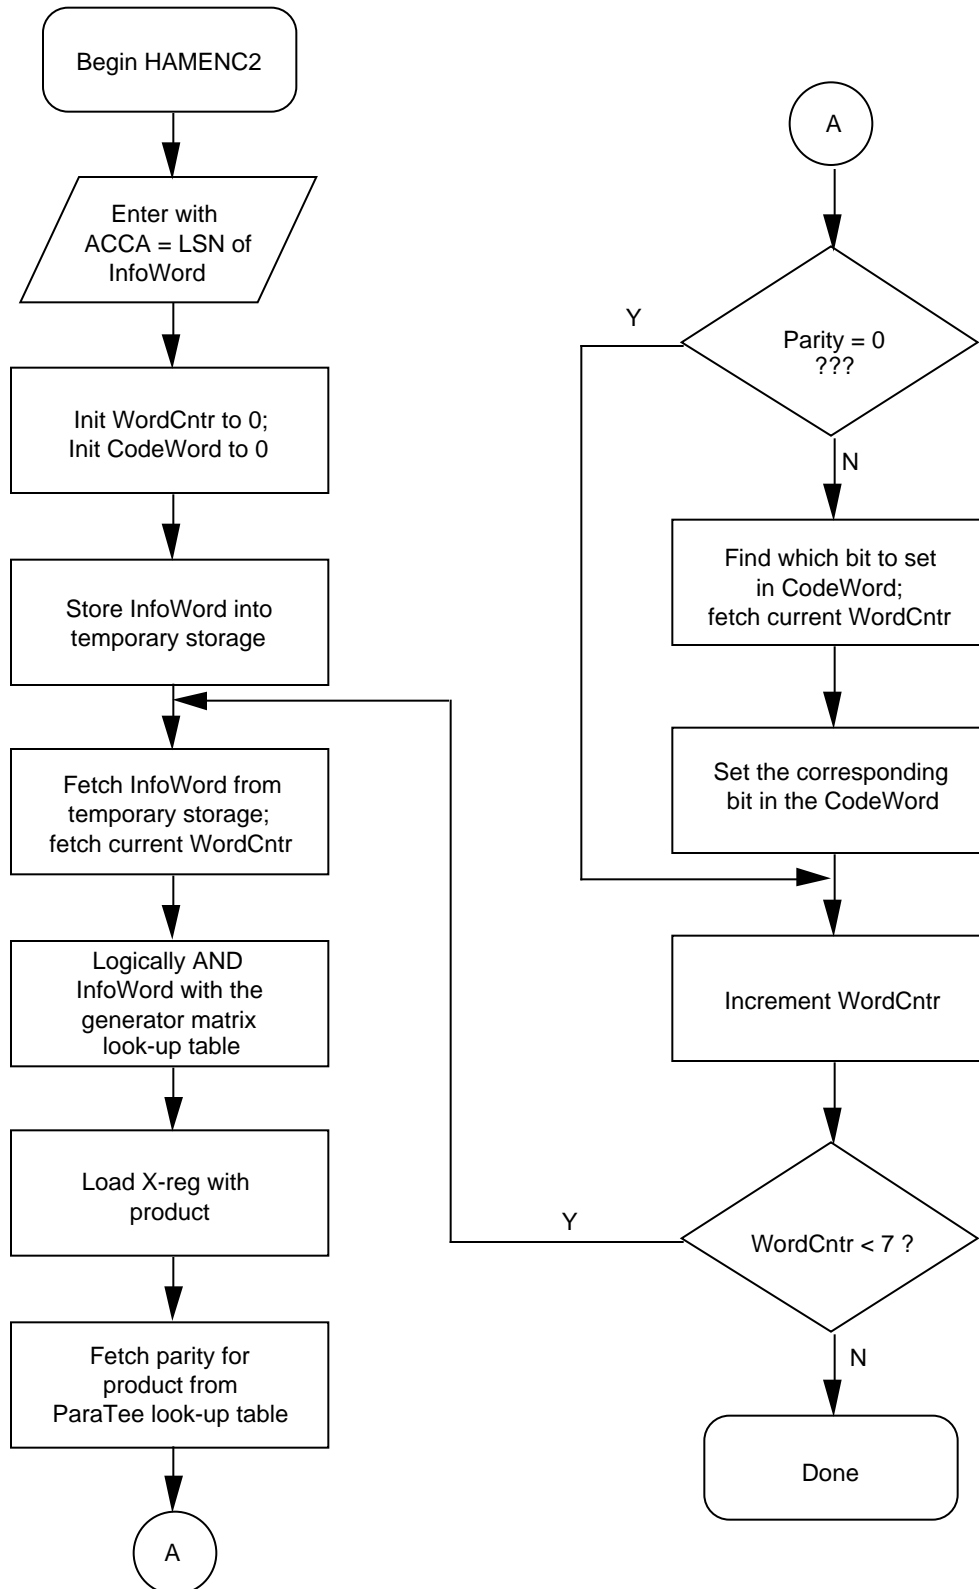 Begin HAMENC2
Enter with
ACCA = LSN of
InfoWord
Init WordCntr to 0;
Init CodeWord to 0
Store InfoWord into
temporary storage
Fetch InfoWord from
temporary storage;
fetch current WordCntr
Logically AND
InfoWord with the
generator matrix
look-up table
Load X-reg with
product
Fetch parity for
product from
ParaTee look-up table
A
A
Y
Parity = 0
???
N
Find which bit to set
in CodeWord;
fetch current WordCntr
Set the corresponding
bit in the CodeWord
Increment WordCntr
Y
WordCntr < 7 ?
N
Done